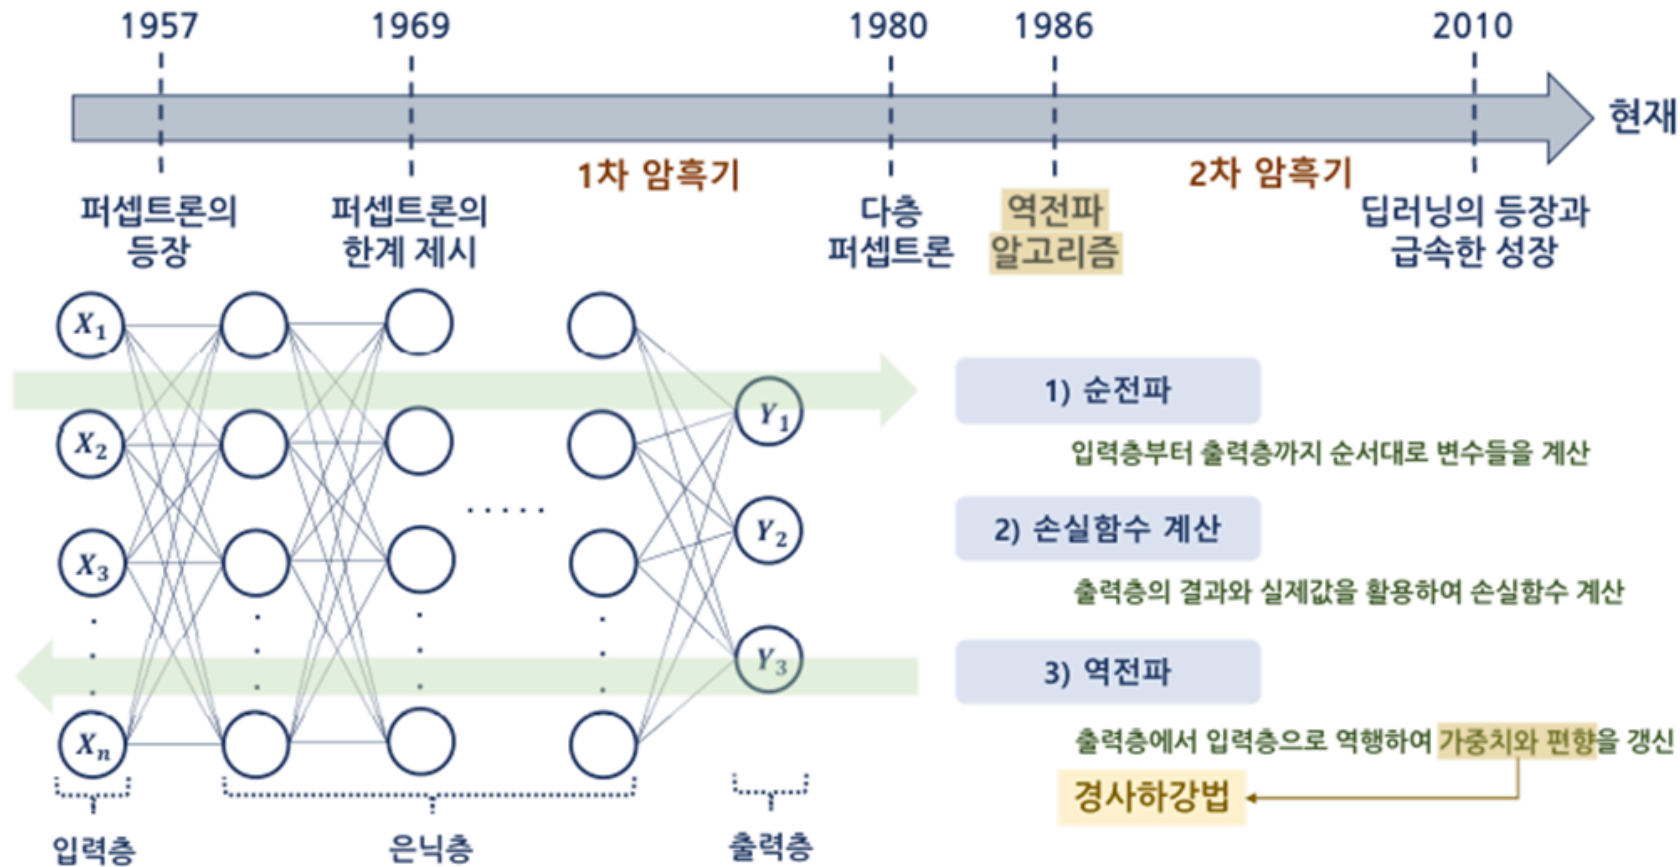 1957
1969
1980
1986
2010
현재
1차 암흑기
2차 암흑기
퍼셉트론의
등장
퍼셉트론의
한계 제시
다층
퍼셉트론
역전파
알고리즘
딥러닝의 등장과
급속한 성장
X₁
X₂
X₃
Xₙ
Y₁
Y₂
Y₃
입력층
은닉층
출력층
1) 순전파
입력층부터 출력층까지 순서대로 변수들을 계산
2) 손실함수 계산
출력층의 결과와 실제값을 활용하여 손실함수 계산
3) 역전파
출력층에서 입력층으로 역행하여 가중치와 편향을 갱신
경사하강법